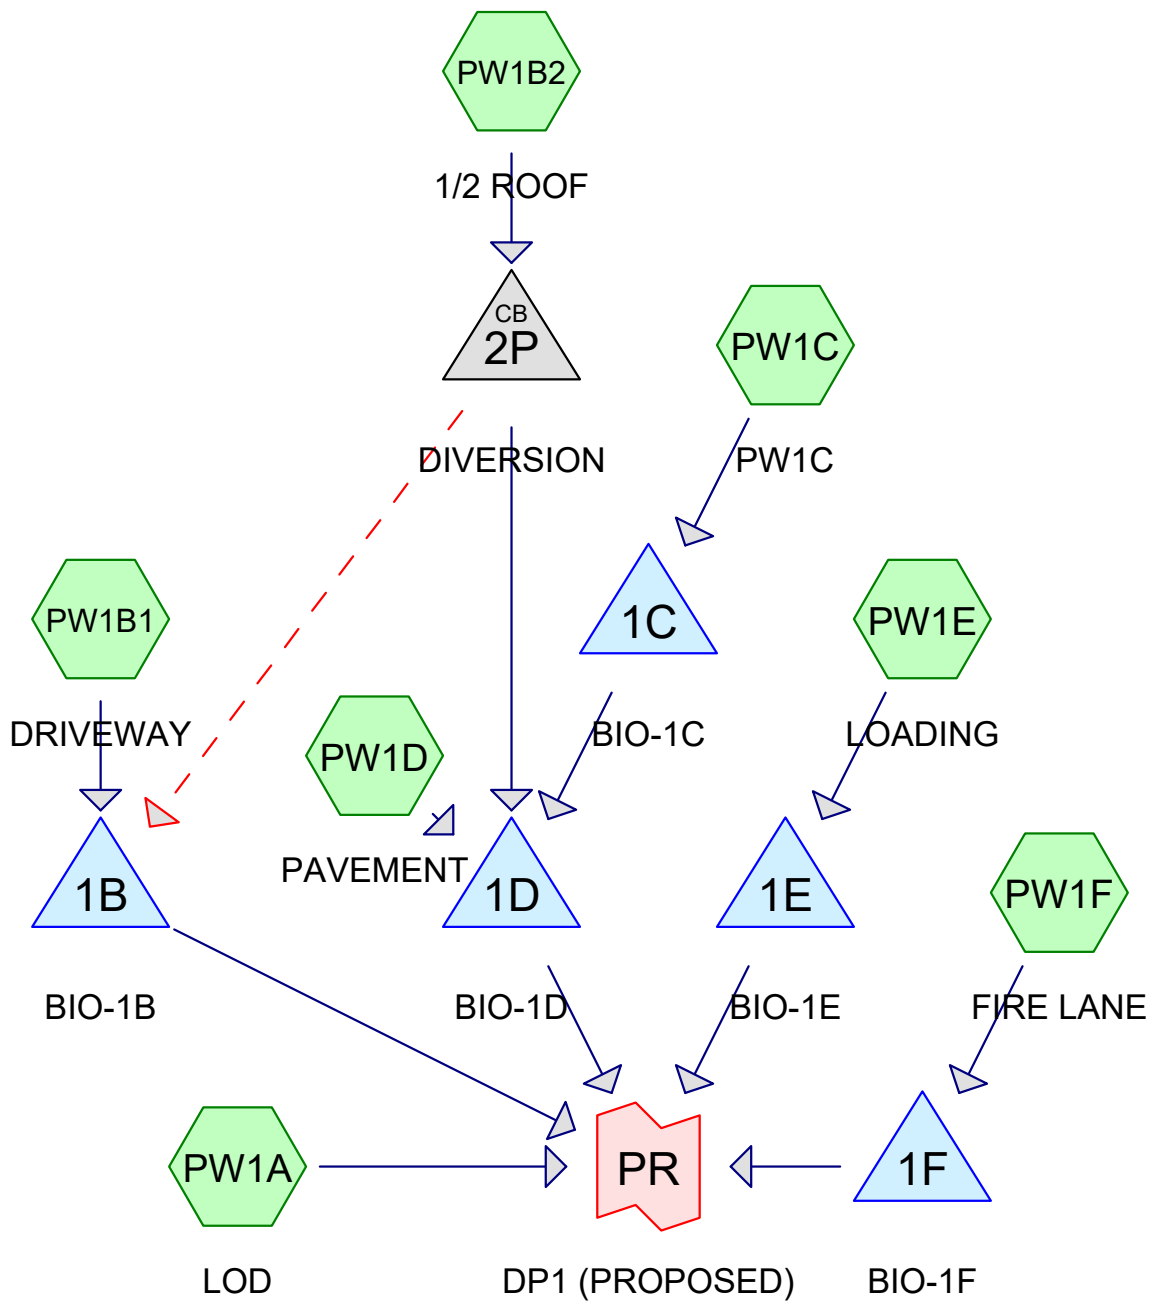 PW1B2
1/2 ROOF
CB
2P
PW1C
DIVERSION
PW1C
PW1B1
1C
PW1E
DRIVEWAY
PW1D
BIO-1C
LOADING
PAVEMENT
1B
1D
1E
PW1F
BIO-1B
BIO-1D
BIO-1E
FIRE LANE
PW1A
PR
1F
LOD
DP1 (PROPOSED)
BIO-1F